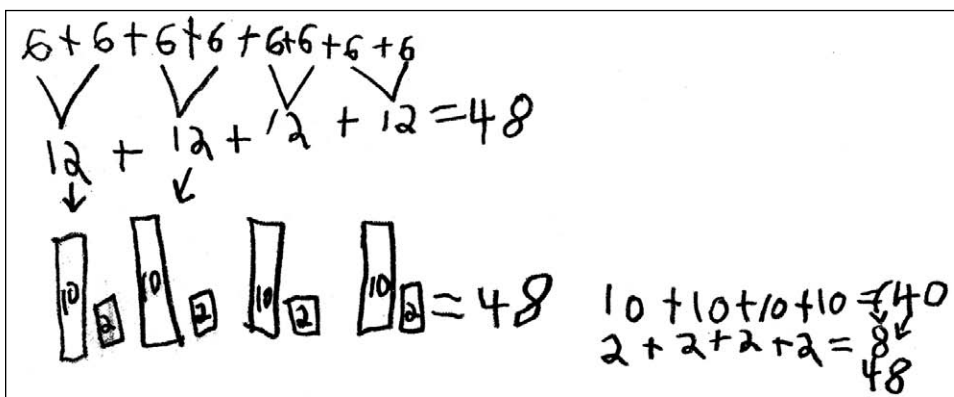 6+6+6+6+6+6+6+6
12 + 12 + 12 + 12 = 48
10 2 10 2 10 2 10 2 = 48
10 + 10 + 10 + 10 = 40
2 + 2 + 2 + 2 = 8
48